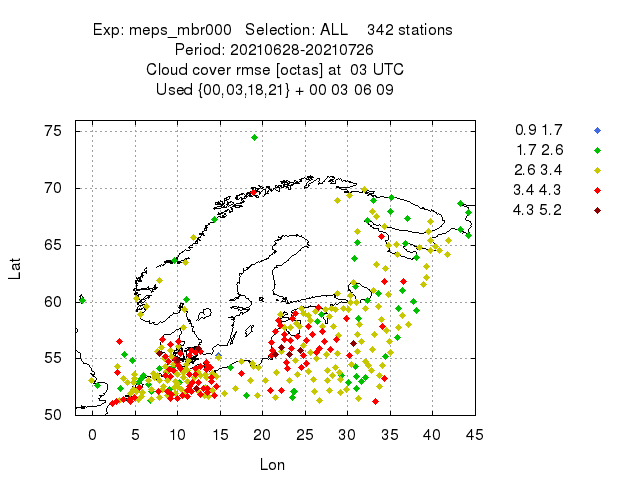 Exp: meps_mbr000 Selection: ALL 342 stations
Period: 20210628-20210726
Cloud cover rmse [octas] at 03 UTC
Used {00,03,18,21} + 00 03 06 09
75
70
65
60
55
50
Lat
0 5 10 15 20 25 30 35 40 45
Lon
0.9 1.7
1.7 2.6
2.6 3.4
3.4 4.3
4.3 5.2